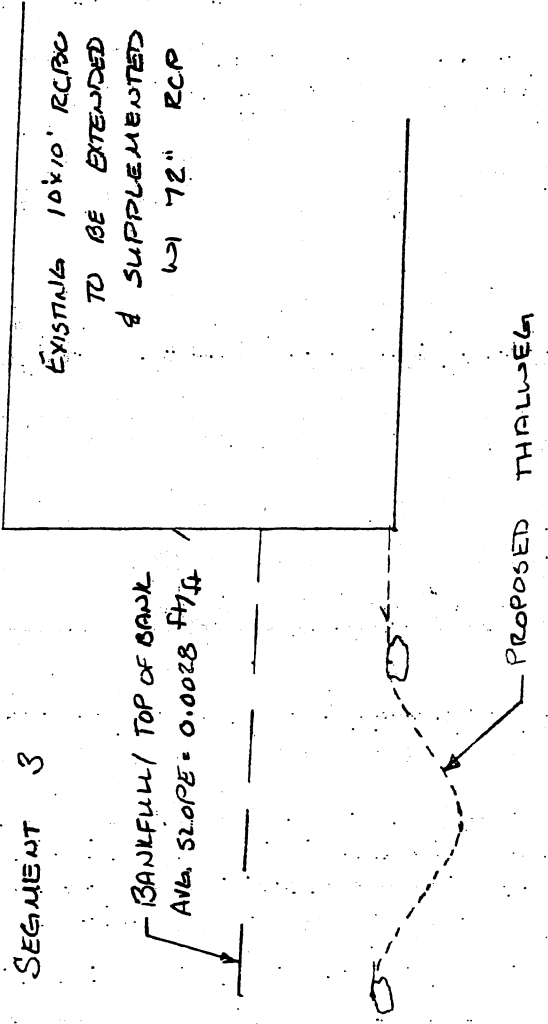 SEGMENT 3
BANKFULL / TOP OF BANK
AVG. SLOPE = 0.0028 ft/ft
EXISTING 10'x10' RCBC
TO BE EXTENDED
& SUPPLEMENTED
W/ 72" RCP
PROPOSED THALWEG